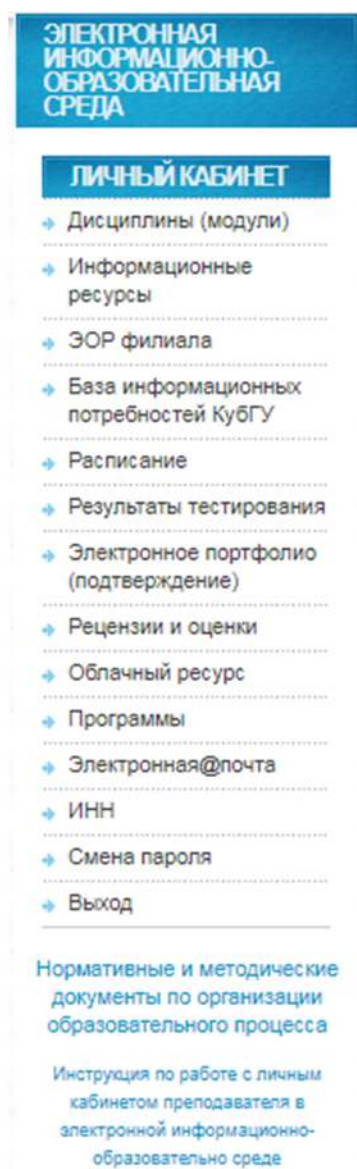 ЭЛЕКТРОННАЯ
ИНФОРМАЦИОННО-
ОБРАЗОВАТЕЛЬНАЯ
СРЕДА
ЛИЧНЫЙ КАБИНЕТ
Дисциплины (модули)
Информационные
ресурсы
ЭОР филиала
База информационных
потребностей КубГУ
Расписание
Результаты тестирования
Электронное портфолио
(подтверждение)
Рецензии и оценки
Облачный ресурс
Программы
Электронная@почта
ИНН
Смена пароля
Выход
Нормативные и методические
документы по организации
образовательного процесса
Инструкция по работе с личным
кабинетом преподавателя в
электронной информационно-
образовательно среде